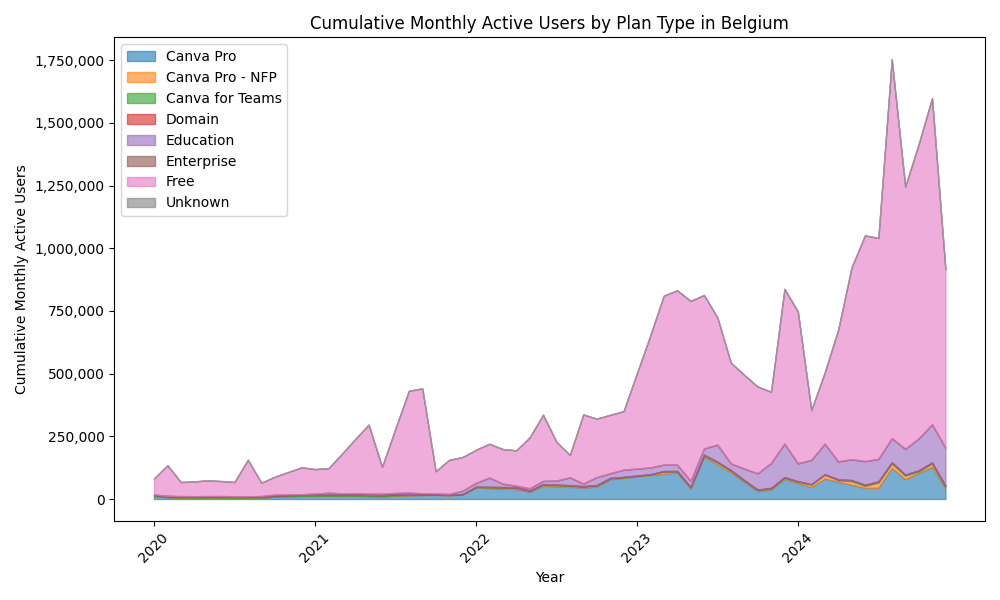 Cumulative Monthly Active Users by Plan Type in Belgium
Canva Pro
Canva Pro - NFP
Canva for Teams
Domain
Education
Enterprise
Free
Unknown
Cumulative Monthly Active Users
1,750,000
1,500,000
1,250,000
1,000,000
750,000
500,000
250,000
0
2020
2021
2022
2023
2024
Year